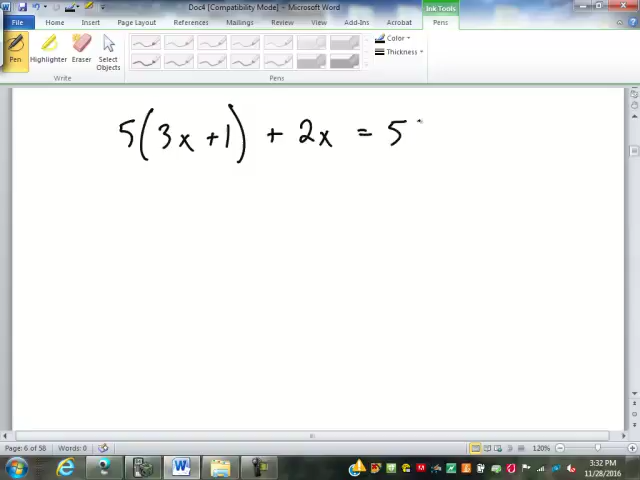 Doc4 [Compatibility Mode] - Microsoft Word
Ink Tools
File Home Insert Page Layout References Mailings Review View Add-Ins Acrobat Pens
Pen Highlighter Eraser Select Objects
Color
Thickness
Write Pens
5(3x+1) + 2x = 5
Page: 6 of 58 Words: 0 120%
3:32 PM
11/28/2016